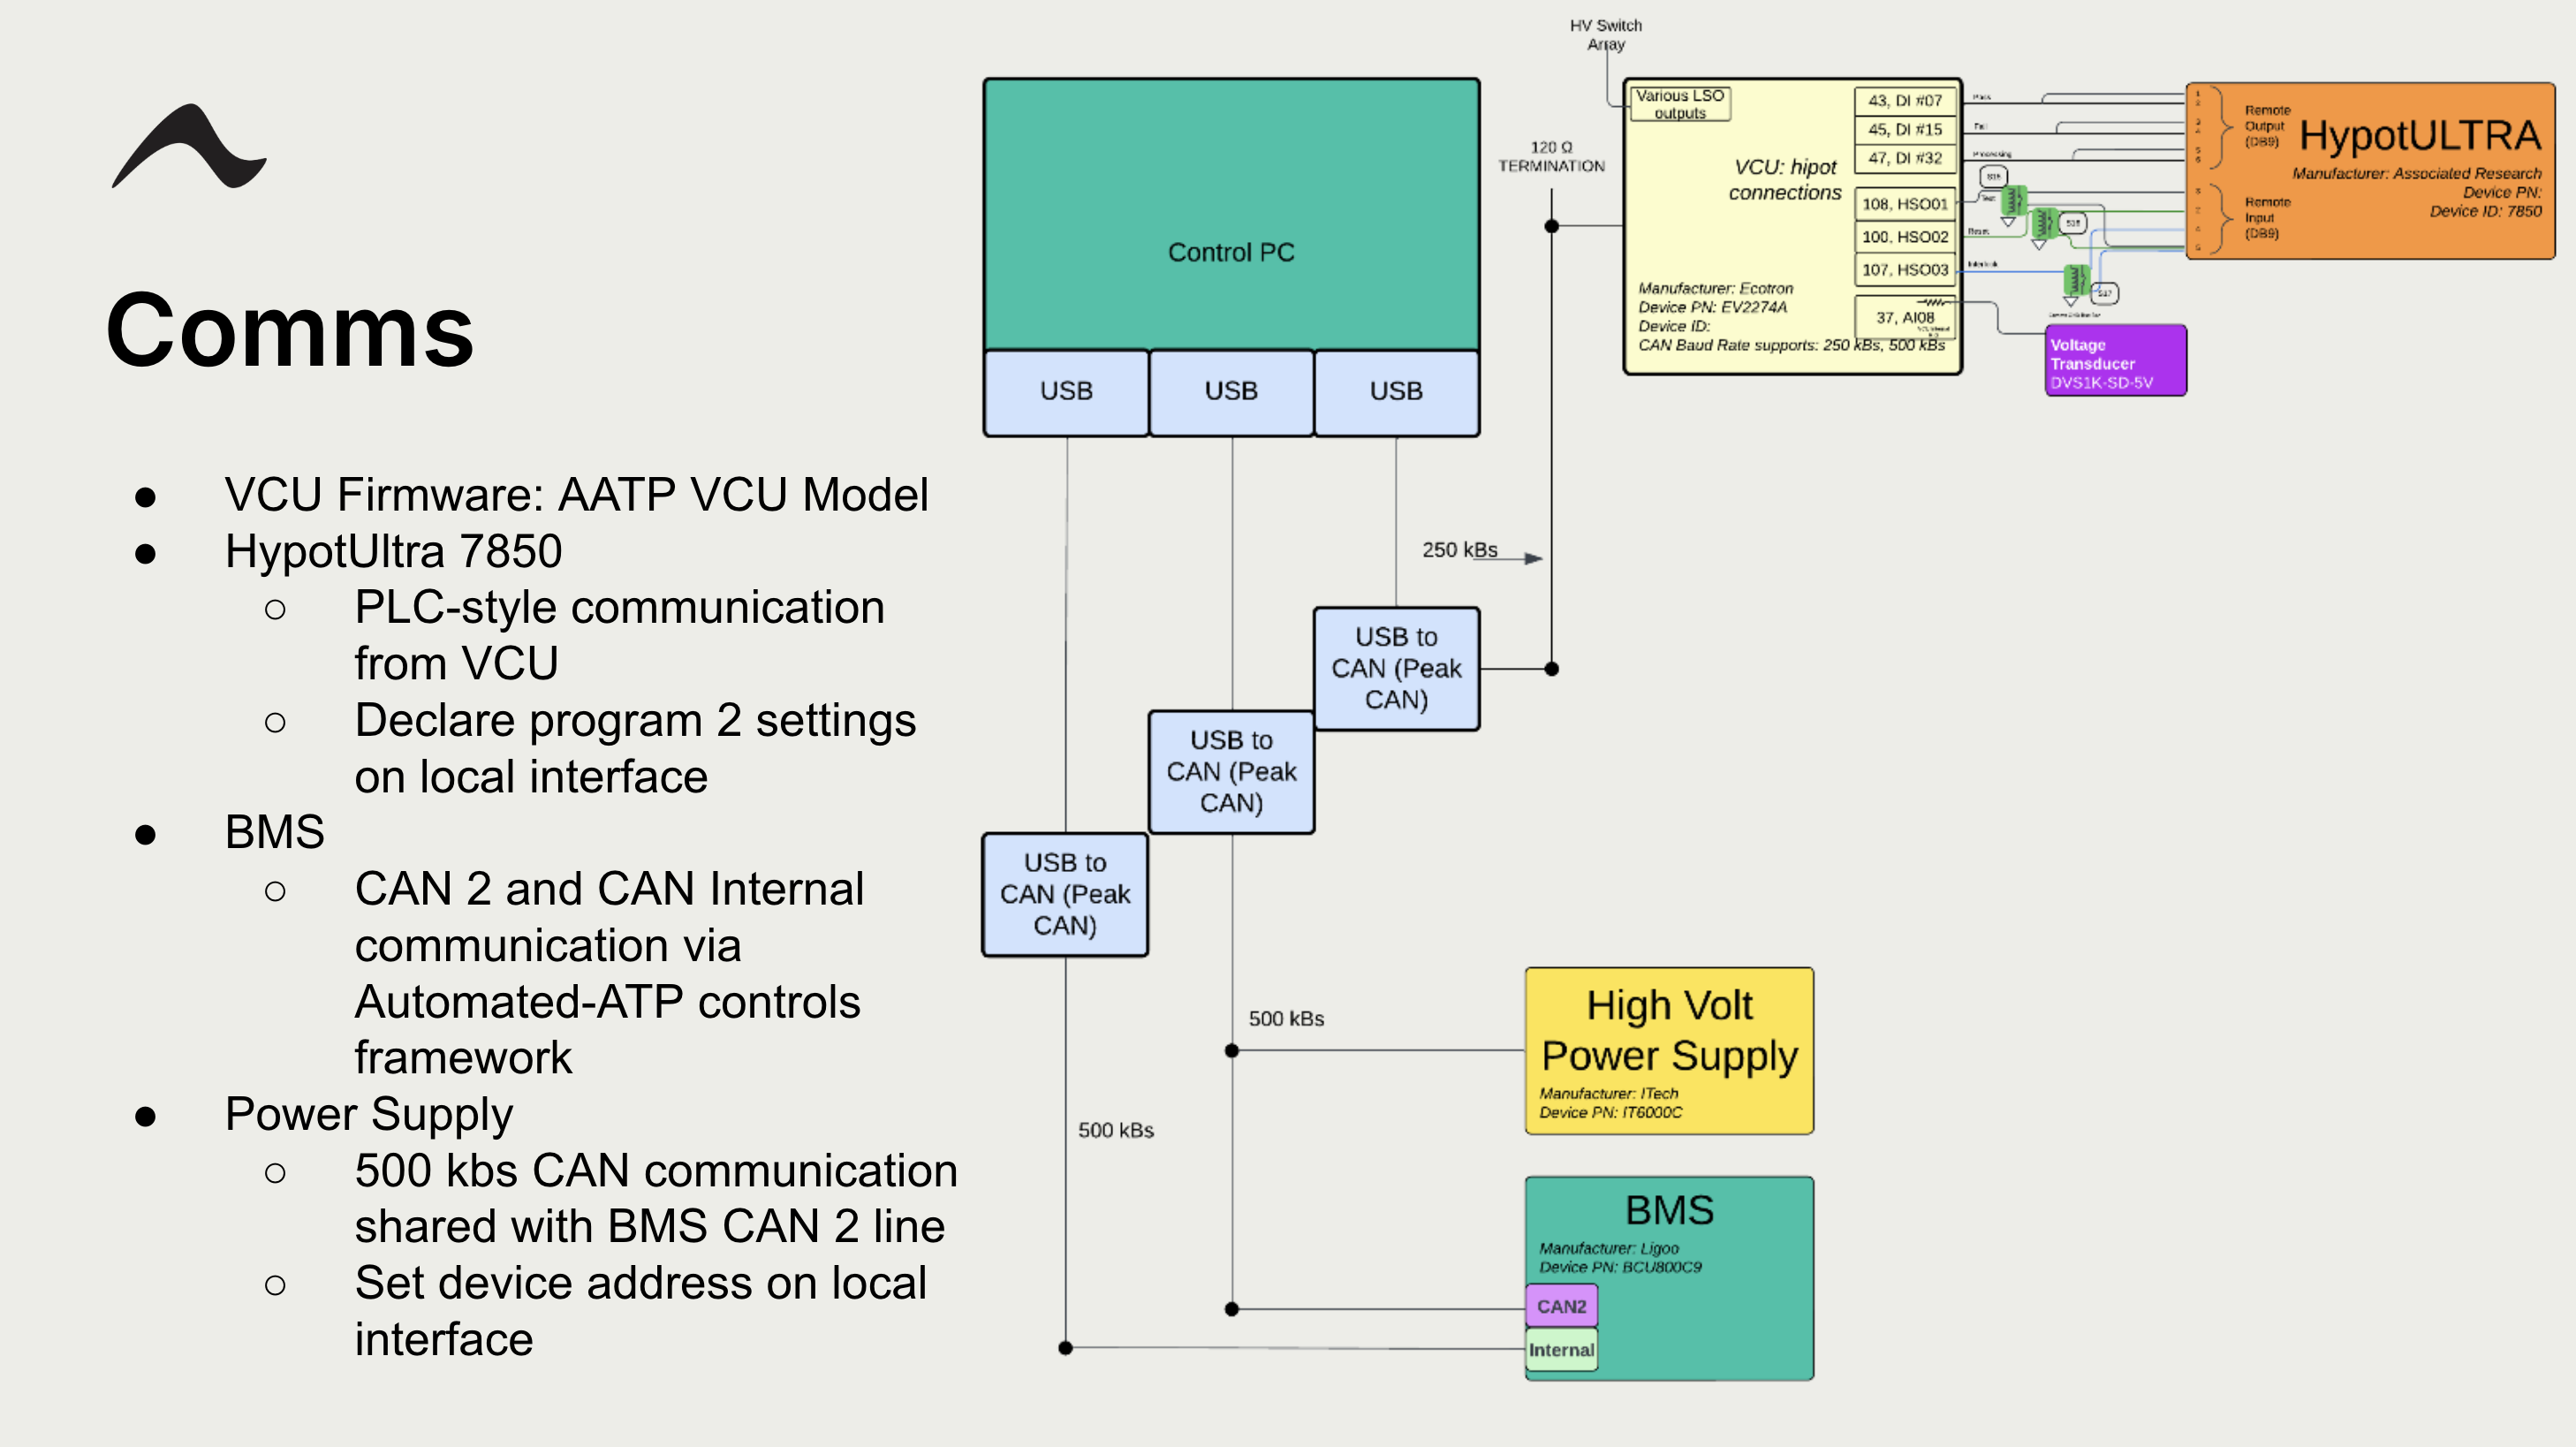 Comms
● VCU Firmware: AATP VCU Model
● HypotUltra 7850
○ PLC-style communication
from VCU
○ Declare program 2 settings
on local interface
● BMS
○ CAN 2 and CAN Internal
communication via
Automated-ATP controls
framework
● Power Supply
○ 500 kbs CAN communication
shared with BMS CAN 2 line
○ Set device address on local
interface
Control PC
USB
USB
USB
USB to
CAN (Peak
CAN)
USB to
CAN (Peak
CAN)
USB to
CAN (Peak
CAN)
250 kBs
500 kBs
500 kBs
HV Switch
Array
120 Ω
TERMINATION
Various LSO
outputs
VCU: hipot
connections
43, DI #07
45, DI #15
47, DI #32
108, HSO01
100, HSO02
107, HSO03
37, AI08
Manufacturer: Ecotron
Device PN: EV2274A
Device ID:
CAN Baud Rate supports: 250 kBs, 500 kBs
Pass
Fail
Processing
Test
Reset
Interlock
Remote
Output
(DB9)
Remote
Input
(DB9)
HypotULTRA
Manufacturer: Associated Research
Device PN:
Device ID: 7850
Voltage
Transducer
DVS1K-SD-5V
High Volt
Power Supply
Manufacturer: ITech
Device PN: IT6000C
BMS
Manufacturer: Ligoo
Device PN: BCU800C9
CAN2
Internal